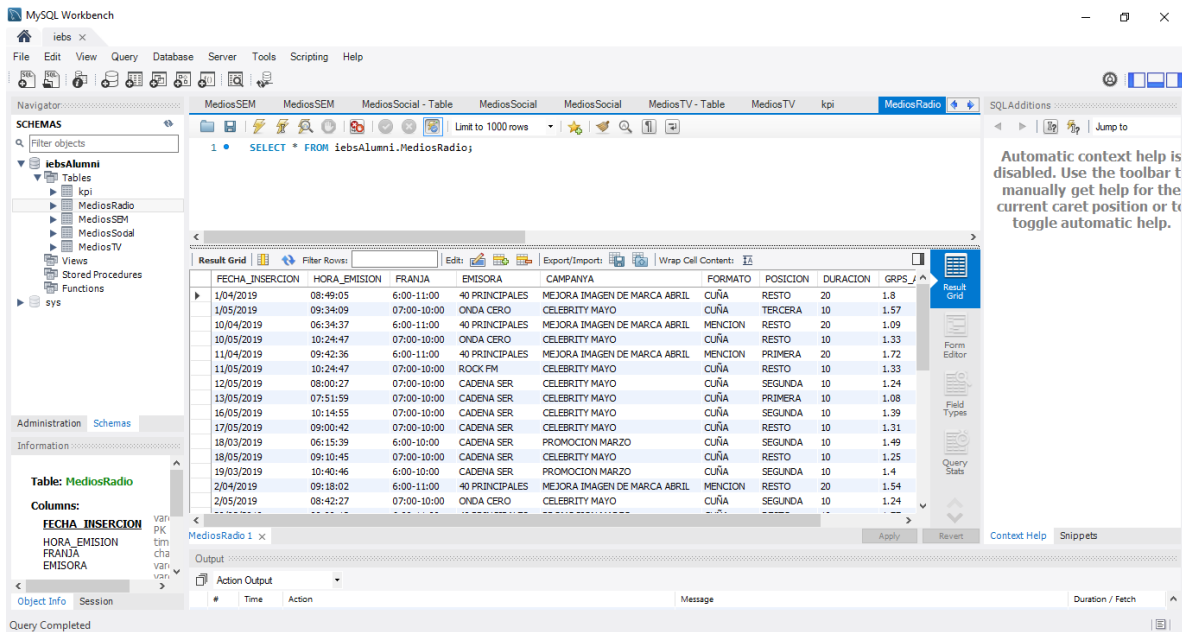 MySQL Workbench
iebs ×
File Edit View Query Database Server Tools Scripting Help
Navigator
SCHEMAS
Filter objects
iebsAlumni
Tables
kpi
MediosRadio
MediosSEM
MediosSocial
MediosTV
Views
Stored Procedures
Functions
sys
Administration Schemas
Information
Table: MediosRadio
Columns:
FECHA_INSERCION
PK
HORA_EMISION tim
FRANJA cha
EMISORA
Object Info Session
MediosSEM MediosSEM MediosSocial - Table MediosSocial MediosSocial MediosTV - Table MediosTV kpi MediosRadio
Limit to 1000 rows
1 SELECT * FROM iebsAlumni.MediosRadio;
Result Grid Filter Rows: Edit: Export/Import: Wrap Cell Content:
FECHA_INSERCION HORA_EMISION FRANJA EMISORA CAMPANYA FORMATO POSICION DURACION
1/04/2019 08:49:05 6:00-11:00 40 PRINCIPALES MEJORA IMAGEN DE MARCA ABRIL CUÑA RESTO 20 1.8
1/05/2019 09:34:09 07:00-10:00 ONDA CERO CELEBRITY MAYO CUÑA TERCERA 10 1.57
10/04/2019 06:34:37 6:00-11:00 40 PRINCIPALES MEJORA IMAGEN DE MARCA ABRIL MENCION RESTO 20 1.09
10/05/2019 10:24:47 07:00-10:00 ONDA CERO CELEBRITY MAYO CUÑA RESTO 10 1.33
11/04/2019 09:42:36 6:00-11:00 40 PRINCIPALES MEJORA IMAGEN DE MARCA ABRIL MENCION PRIMERA 20 1.72
11/05/2019 10:24:47 07:00-10:00 ROCK FM CELEBRITY MAYO CUÑA RESTO 10 1.33
12/05/2019 08:00:27 07:00-10:00 CADENA SER CELEBRITY MAYO CUÑA SEGUNDA 10 1.24
13/05/2019 07:51:59 07:00-10:00 CADENA SER CELEBRITY MAYO CUÑA PRIMERA 10 1.08
16/05/2019 10:14:55 07:00-10:00 CADENA SER CELEBRITY MAYO CUÑA SEGUNDA 10 1.39
17/05/2019 09:00:42 07:00-10:00 CADENA SER CELEBRITY MAYO CUÑA RESTO 10 1.31
18/03/2019 06:15:39 6:00-10:00 CADENA SER PROMOCION MARZO CUÑA SEGUNDA 10 1.49
18/05/2019 09:10:45 07:00-10:00 CADENA SER CELEBRITY MAYO CUÑA RESTO 10 1.25
19/03/2019 10:40:46 6:00-10:00 CADENA SER PROMOCION MARZO CUÑA SEGUNDA 10 1.4
2/04/2019 09:18:02 6:00-11:00 40 PRINCIPALES MEJORA IMAGEN DE MARCA ABRIL MENCION RESTO 20 1.54
2/05/2019 08:42:27 07:00-10:00 ONDA CERO CELEBRITY MAYO CUÑA SEGUNDA 10 1.24
Result Grid
Form Editor
Field Types
Query Stats
MediosRadio 1 × Apply Revert
Output
Action Output
# Time Action Message Duration / Fetch
SQLAdditions
Jump to
Automatic context help is
disabled. Use the toolbar t
manually get help for the
current caret position or to
toggle automatic help.
Context Help Snippets
Query Completed